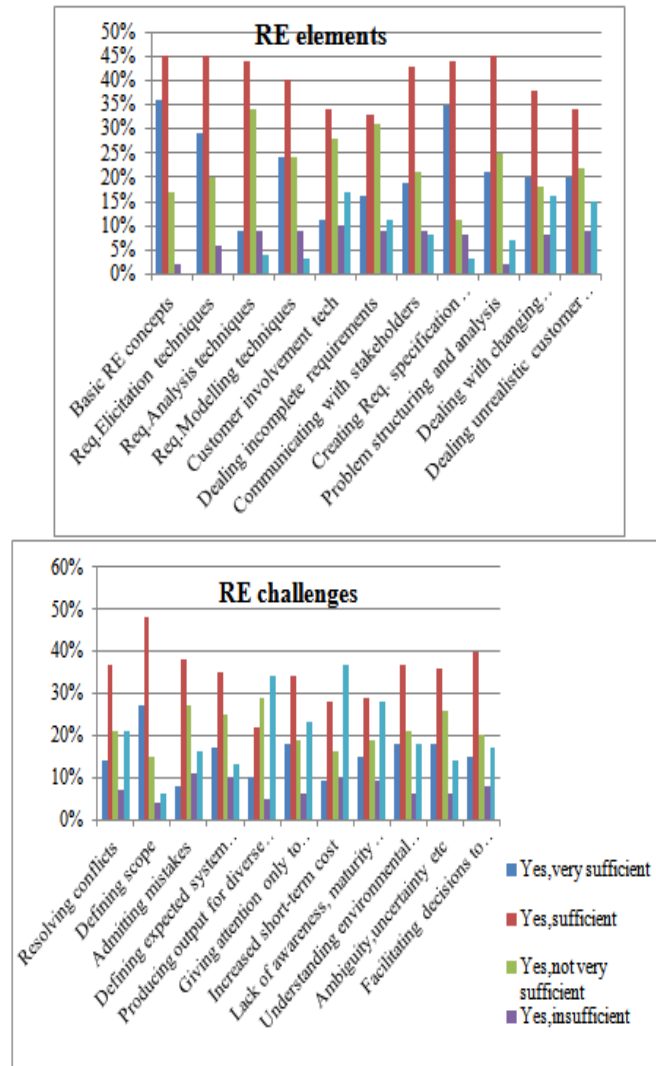 RE elements
50%
45%
40%
35%
30%
25%
20%
15%
10%
5%
0%
Basic RE concepts
Req.Elicitation techniques
Req.Analysis techniques
Req.Modelling techniques
Customer involvement tech
Dealing incomplete requirements
Communicating with stakeholders
Creating Req. specification..
Problem structuring and analysis
Dealing with changing..
Dealing unrealistic customer..
RE challenges
60%
50%
40%
30%
20%
10%
0%
Resolving conflicts
Defining scope
Admitting mistakes
Defining expected system..
Producing output for diverse..
Giving attention only to..
Increased short-term cost
Lack of awareness, maturity..
Understanding environmental..
Ambiguity,uncertainty etc
Facilitating decisions to..
Yes,very sufficient
Yes,sufficient
Yes,not very
sufficient
Yes,insufficient